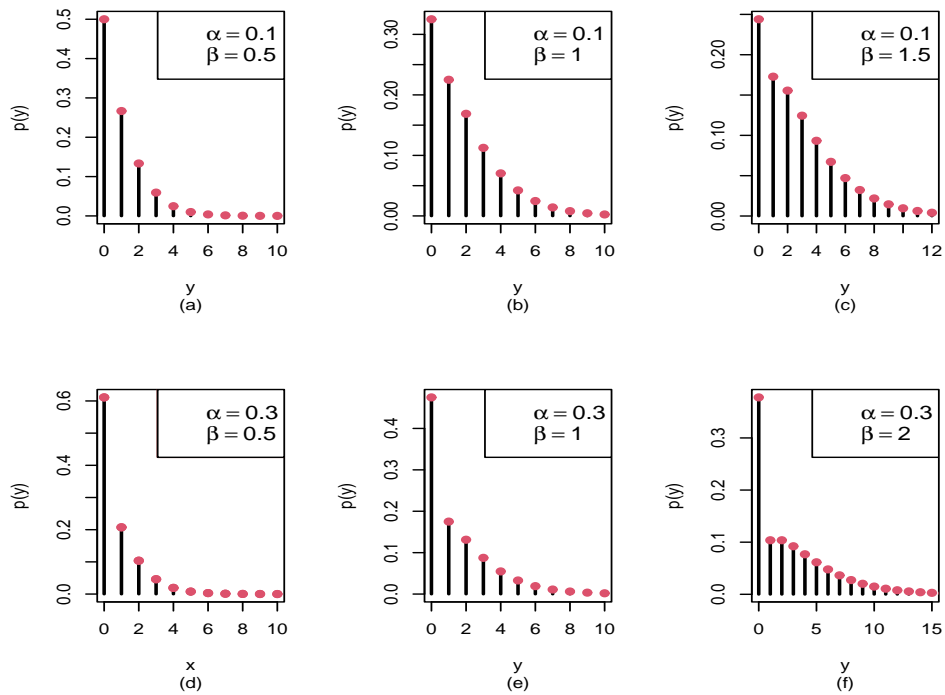 α = 0.1
β = 0.5
p(y)
0.0 0.1 0.2 0.3 0.4 0.5
0 2 4 6 8 10
y
(a)
α = 0.1
β = 1
p(y)
0.00 0.10 0.20 0.30
0 2 4 6 8 10
y
(b)
α = 0.1
β = 1.5
p(y)
0.00 0.10 0.20
0 2 4 6 8 12
y
(c)
α = 0.3
β = 0.5
p(y)
0.0 0.2 0.4 0.6
0 2 4 6 8 10
x
(d)
α = 0.3
β = 1
p(y)
0.0 0.1 0.2 0.3 0.4
0 2 4 6 8 10
y
(e)
α = 0.3
β = 2
p(y)
0.0 0.1 0.2 0.3
0 5 10 15
y
(f)